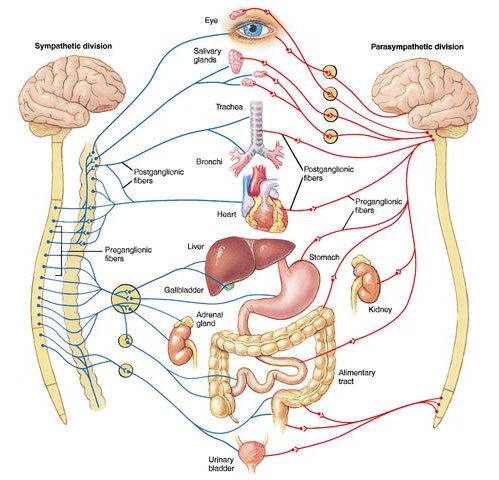 Eye
Sympathetic division
Parasympathetic division
Salivary
glands
Trachea
Bronchi
Postganglionic
fibers
Postganglionic
fibers
Preganglionic
fibers
Heart
Preganglionic
fibers
Liver
Stomach
Gallbladder
Adrenal
gland
Kidney
Alimentary
tract
Urinary
bladder